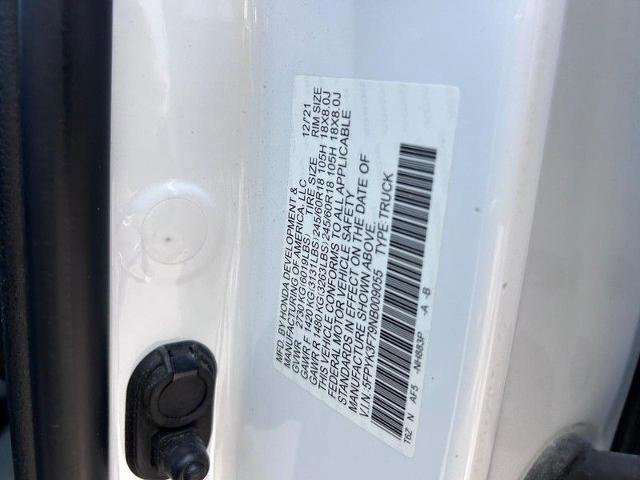 MFD. BY HONDA DEVELOPMENT &
MANUFACTURING OF AMERICA, LLC 12/'21
GVWR 2730 KG(6019LBS) TIRE SIZE RIM SIZE
GAWR F 1420 KG(3131LBS) 245/60R18 105H 18X8.0J
GAWR R 1480 KG(3263LBS) 245/60R18 105H 18X8.0J
THIS VEHICLE CONFORMS TO ALL APPLICABLE
FEDERAL MOTOR VEHICLE SAFETY
STANDARDS IN EFFECT ON THE DATE OF
MANUFACTURE SHOWN ABOVE.
V.I.N. : 5FPYK3F79NB009055 TYPE:TRUCK
T6Z N AF5 -NH883P -A -B